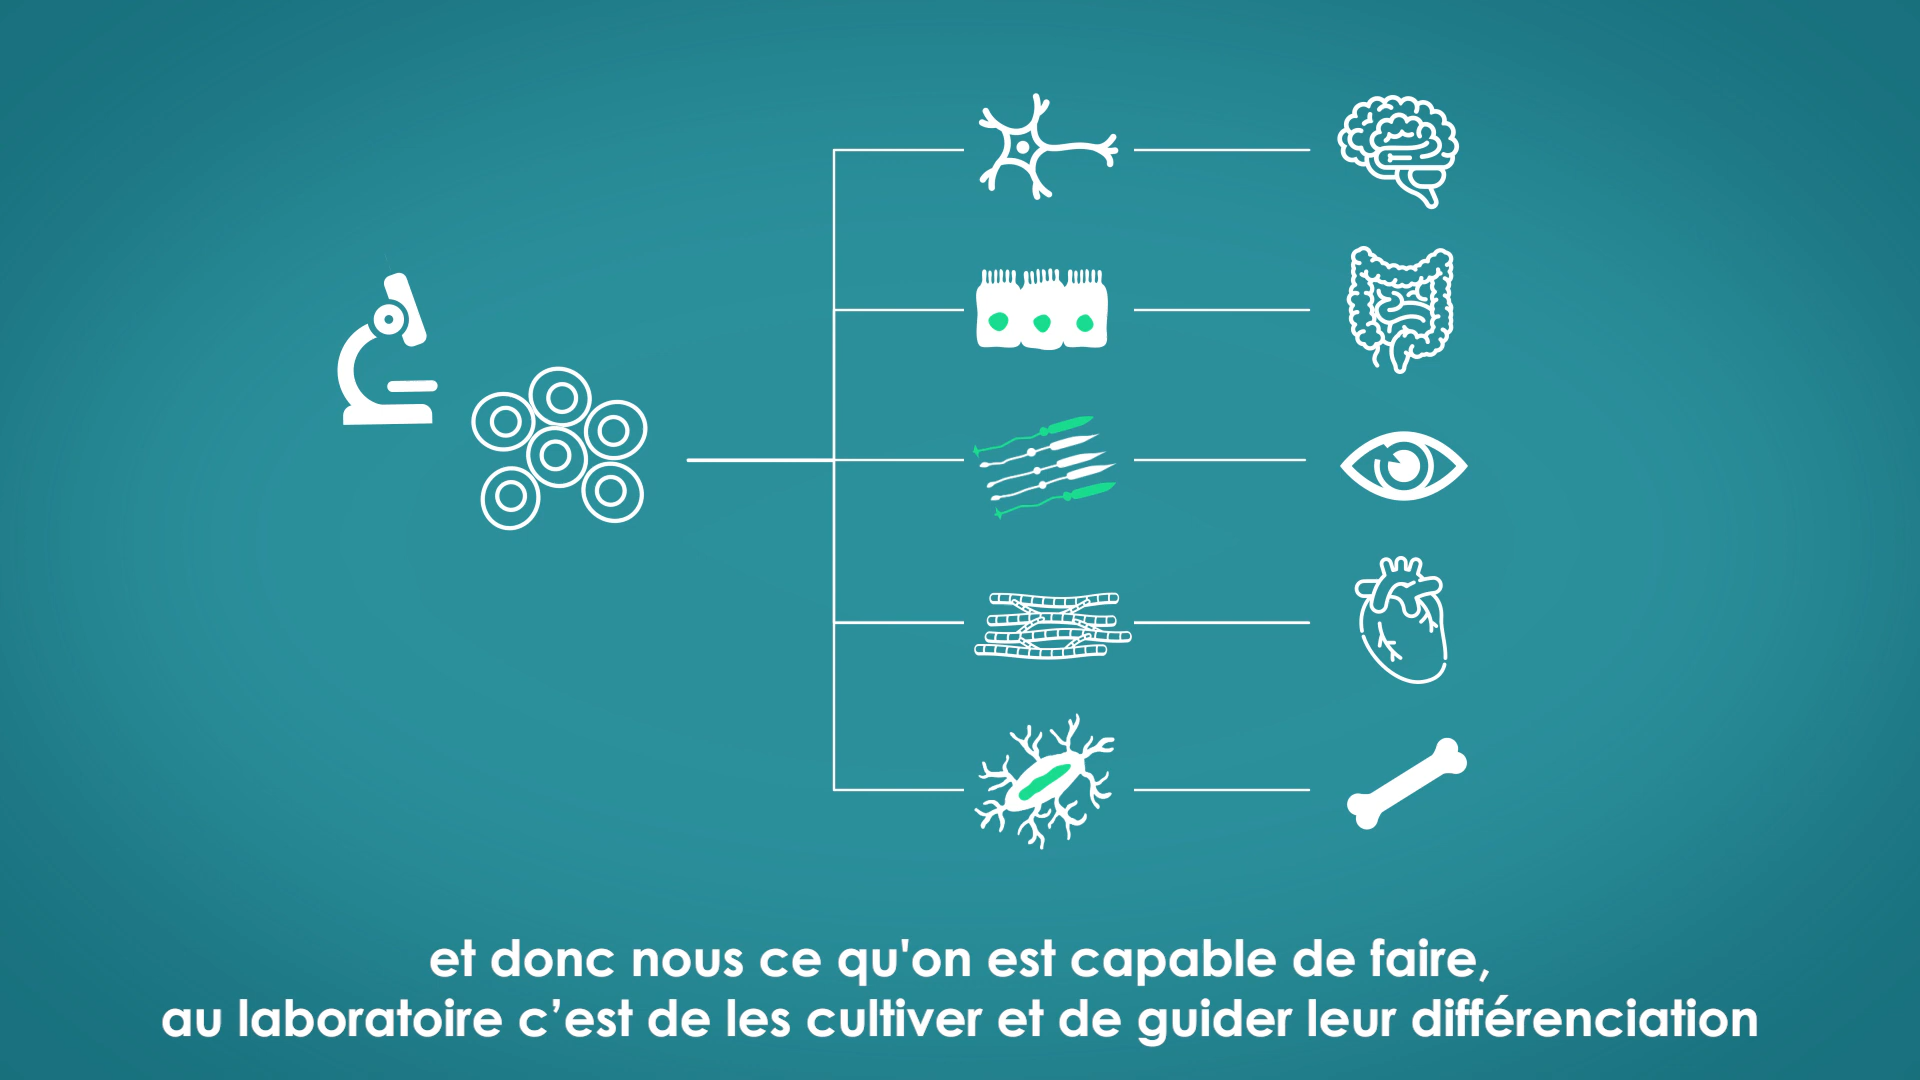 et donc nous ce qu'on est capable de faire,
au laboratoire c’est de les cultiver et de guider leur différenciation